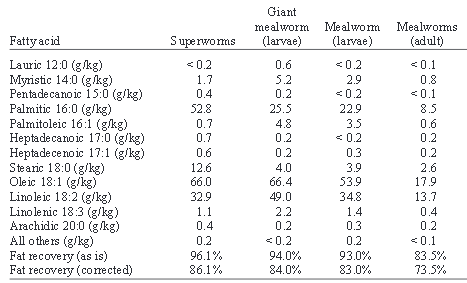 Fatty acid Superworms Giant mealworm (larvae) Mealworm (larvae) Mealworms (adult)
Lauric 12:0 (g/kg) < 0.2 0.6 < 0.2 < 0.1
Myristic 14:0 (g/kg) 1.7 5.2 2.9 0.8
Pentadecanoic 15:0 (g/kg) 0.4 0.2 < 0.2 < 0.1
Palmitic 16:0 (g/kg) 52.8 25.5 22.9 8.5
Palmitoleic 16:1 (g/kg) 0.7 4.8 3.5 0.6
Heptadecanoic 17:0 (g/kg) 0.7 0.2 < 0.2 0.2
Heptadecenoic 17:1 (g/kg) 0.6 0.2 0.3 0.2
Stearic 18:0 (g/kg) 12.6 4.0 3.9 2.6
Oleic 18:1 (g/kg) 66.0 66.4 53.9 17.9
Linoleic 18:2 (g/kg) 32.9 49.0 34.8 13.7
Linolenic 18:3 (g/kg) 1.1 2.2 1.4 0.4
Arachidic 20:0 (g/kg) 0.4 0.2 0.3 0.2
All others (g/kg) 0.2 < 0.2 0.2 < 0.1
Fat recovery (as is) 96.1% 94.0% 93.0% 83.5%
Fat recovery (corrected) 86.1% 84.0% 83.0% 73.5%